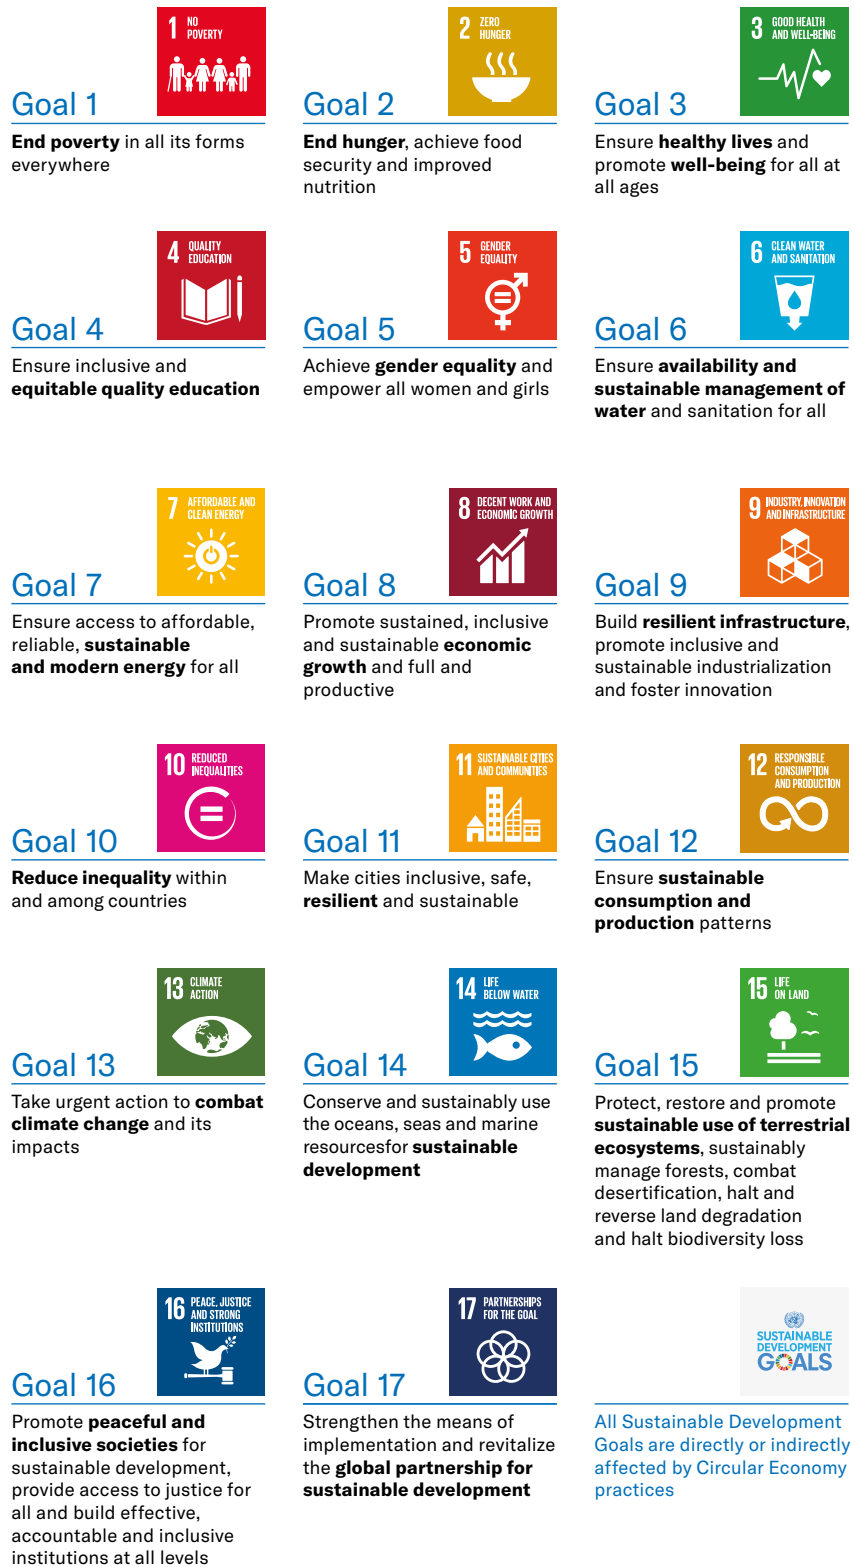 1 NO
POVERTY
Goal 1
End poverty in all its forms
everywhere
2 ZERO
HUNGER
Goal 2
End hunger, achieve food
security and improved
nutrition
3 GOOD HEALTH
AND WELL-BEING
Goal 3
Ensure healthy lives and
promote well-being for all at
all ages
4 QUALITY
EDUCATION
Goal 4
Ensure inclusive and
equitable quality education
5 GENDER
EQUALITY
Goal 5
Achieve gender equality and
empower all women and girls
6 CLEAN WATER
AND SANITATION
Goal 6
Ensure availability and
sustainable management of
water and sanitation for all
7 AFFORDABLE AND
CLEAN ENERGY
Goal 7
Ensure access to affordable,
reliable, sustainable
and modern energy for all
8 DECENT WORK AND
ECONOMIC GROWTH
Goal 8
Promote sustained, inclusive
and sustainable economic
growth and full and
productive
9 INDUSTRY, INNOVATION
AND INFRASTRUCTURE
Goal 9
Build resilient infrastructure,
promote inclusive and
sustainable industrialization
and foster innovation
10 REDUCED
INEQUALITIES
Goal 10
Reduce inequality within
and among countries
11 SUSTAINABLE CITIES
AND COMMUNITIES
Goal 11
Make cities inclusive, safe,
resilient and sustainable
12 RESPONSIBLE
CONSUMPTION
AND PRODUCTION
Goal 12
Ensure sustainable
consumption and
production patterns
13 CLIMATE
ACTION
Goal 13
Take urgent action to combat
climate change and its
impacts
14 LIFE
BELOW WATER
Goal 14
Conserve and sustainably use
the oceans, seas and marine
resourcesfor sustainable
development
15 LIFE
ON LAND
Goal 15
Protect, restore and promote
sustainable use of terrestrial
ecosystems, sustainably
manage forests, combat
desertification, halt and
reverse land degradation
and halt biodiversity loss
16 PEACE, JUSTICE
AND STRONG
INSTITUTIONS
Goal 16
Promote peaceful and
inclusive societies for
sustainable development,
provide access to justice for
all and build effective,
accountable and inclusive
institutions at all levels
17 PARTNERSHIPS
FOR THE GOAL
Goal 17
Strengthen the means of
implementation and revitalize
the global partnership for
sustainable development
SUSTAINABLE
DEVELOPMENT
GOALS
All Sustainable Development
Goals are directly or indirectly
affected by Circular Economy
practices